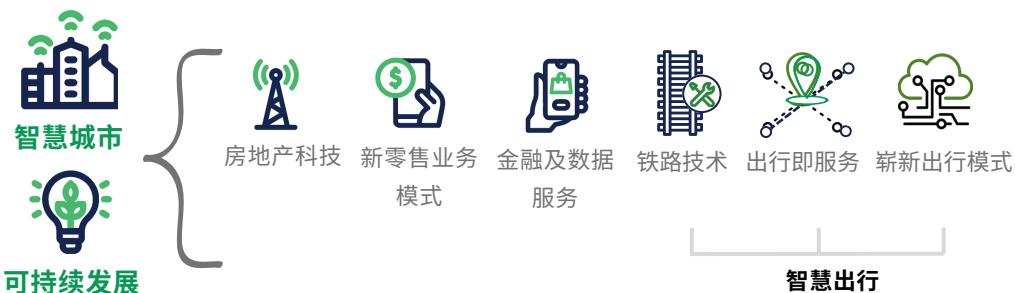 智慧城市
可持续发展
房地产科技
新零售业务
模式
金融及数据
服务
铁路技术
出行即服务
崭新出行模式
智慧出行